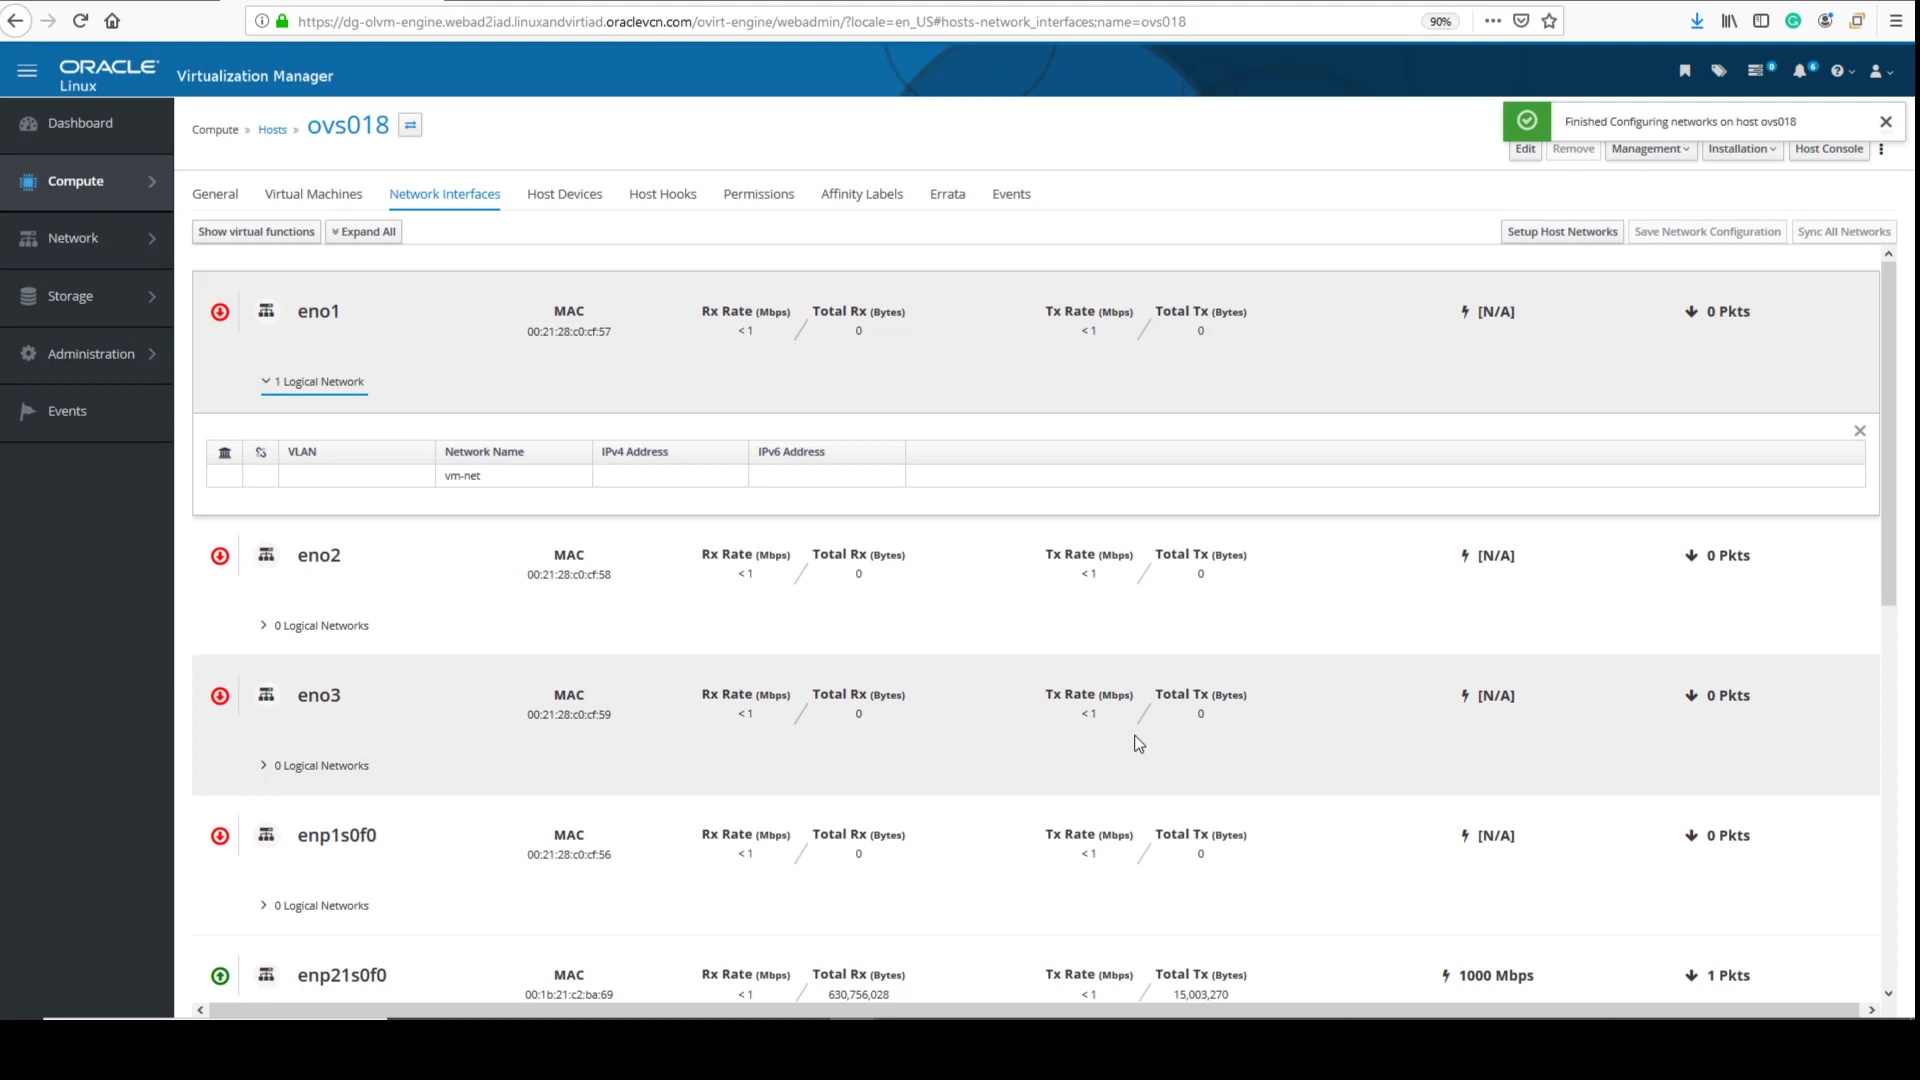 https://dg-olvm-engine.webad2iad.linuxandvirtiad.oraclevcn.com/ovirt-engine/webadmin/?locale=en_US#hosts-network_interfaces;name=ovs018 90%
ORACLE Linux Virtualization Manager 0 6
Dashboard
Compute
Network
Storage
Administration
Events
Compute » Hosts » ovs018
Finished Configuring networks on host ovs018
Edit Remove Management Installation Host Console
General Virtual Machines Network Interfaces Host Devices Host Hooks Permissions Affinity Labels Errata Events
Show virtual functions Expand All Setup Host Networks Save Network Configuration Sync All Networks
eno1 MAC Rx Rate (Mbps) Total Rx (Bytes) Tx Rate (Mbps) Total Tx (Bytes) [N/A] 0 Pkts
00:21:28:c0:cf:57 < 1 0 < 1 0
1 Logical Network
VLAN Network Name IPv4 Address IPv6 Address
vm-net
eno2 MAC Rx Rate (Mbps) Total Rx (Bytes) Tx Rate (Mbps) Total Tx (Bytes) [N/A] 0 Pkts
00:21:28:c0:cf:58 < 1 0 < 1 0
0 Logical Networks
eno3 MAC Rx Rate (Mbps) Total Rx (Bytes) Tx Rate (Mbps) Total Tx (Bytes) [N/A] 0 Pkts
00:21:28:c0:cf:59 < 1 0 < 1 0
0 Logical Networks
enp1s0f0 MAC Rx Rate (Mbps) Total Rx (Bytes) Tx Rate (Mbps) Total Tx (Bytes) [N/A] 0 Pkts
00:21:28:c0:cf:56 < 1 0 < 1 0
0 Logical Networks
enp21s0f0 MAC Rx Rate (Mbps) Total Rx (Bytes) Tx Rate (Mbps) Total Tx (Bytes) 1000 Mbps 1 Pkts
00:1b:21:c2:ba:69 < 1 630,756,028 < 1 15,003,270